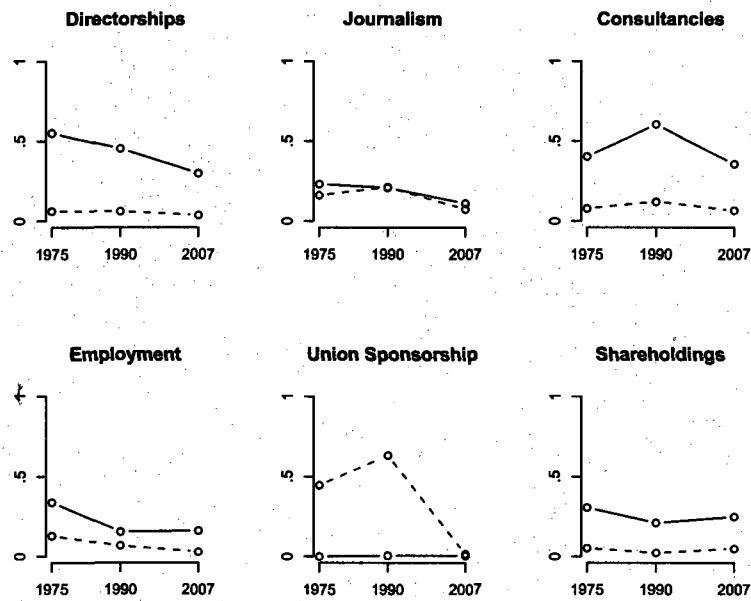 Directorships Journalism Consultancies
1 1 1
.5 .5 .5
0 0 0
1975 1990 2007 1975 1990 2007 1975 1990 2007
Employment Union Sponsorship Shareholdings
1 1 1
.5 .5 .5
0 0 0
1975 1990 2007 1975 1990 2007 1975 1990 2007